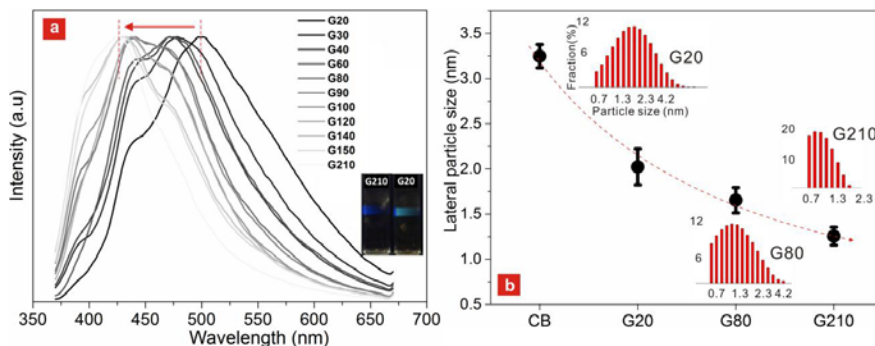 a
Intensity (a.u)
G20
G30
G40
G60
G80
G90
G100
G120
G140
G150
G210
G210 G20
350 400 450 500 550 600 650 700
Wavelength (nm)
b
Lateral particle size (nm)
3.5
3.0
2.5
2.0
1.5
1.0
0.5
CB G20 G80 G210
Fraction(%)
12
6
0.7 1.3 2.3 4.2
Particle size (nm)
G20
20
10
0.7 1.3 2.3
G210
12
6
0.7 1.3 2.3 4.2
G80